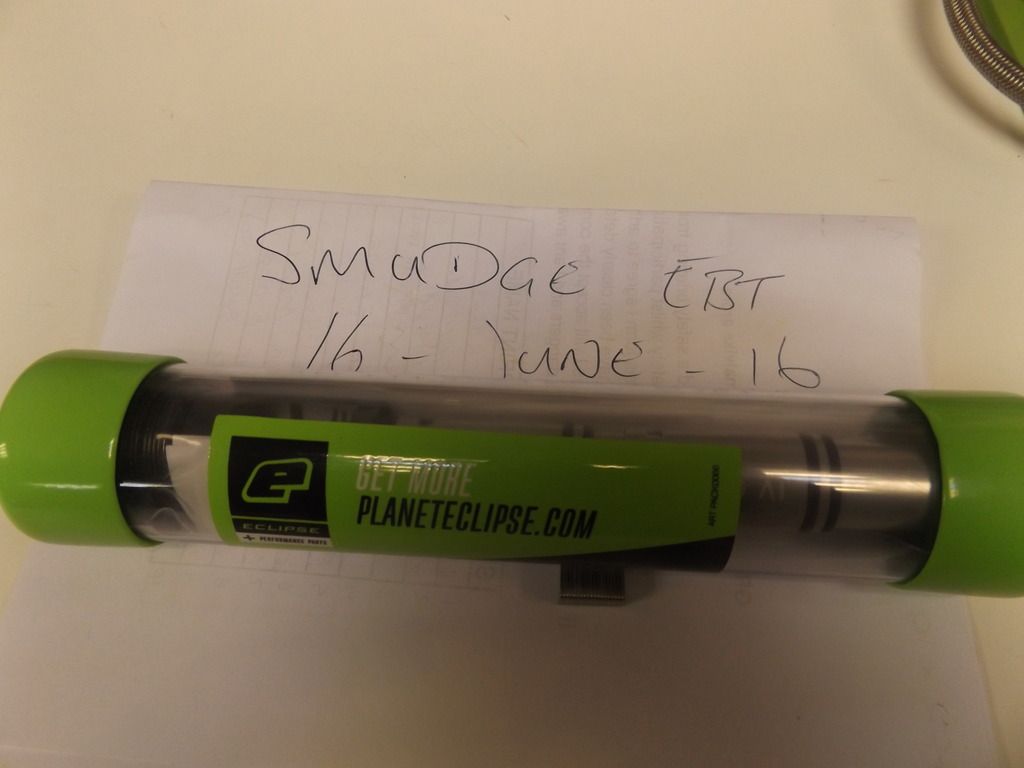 SMUDGE EBT
16 - JUNE - 16
e
ECLIPSE
+ PERFORMANCE PARTS
GET MORE
PLANETECLIPSE.COM